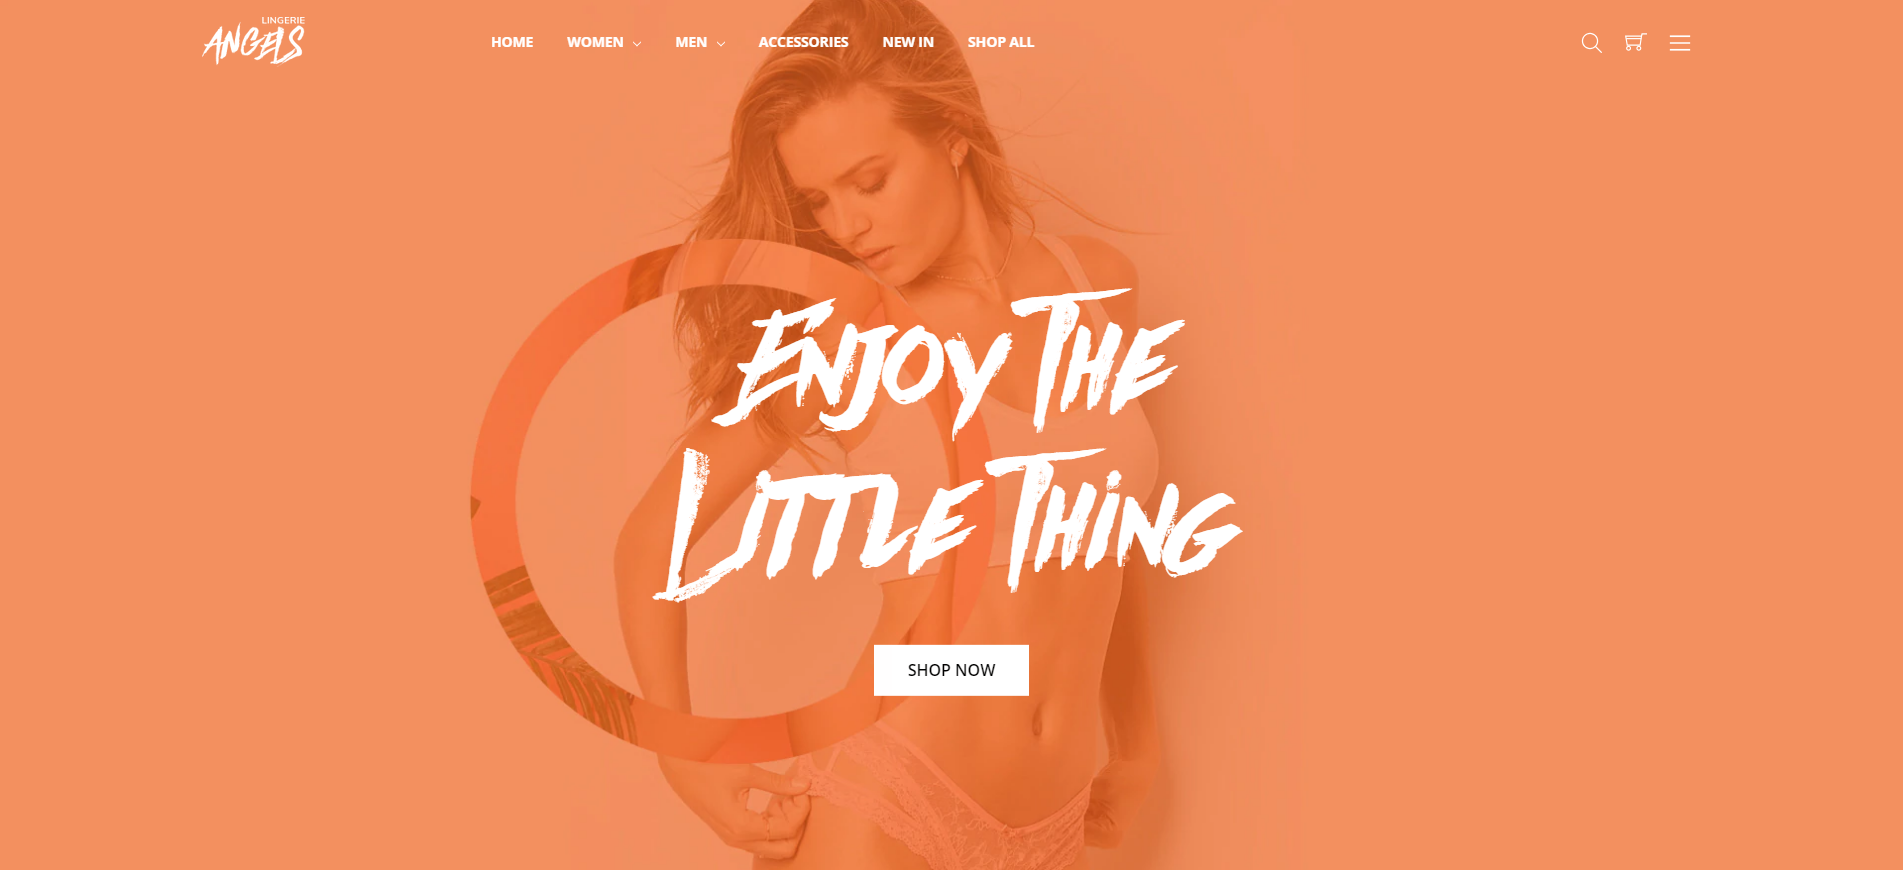 LINGERIE
ANGELS
HOME
WOMEN
MEN
ACCESSORIES
NEW IN
SHOP ALL
ENJOY THE
LITTLE THING
SHOP NOW